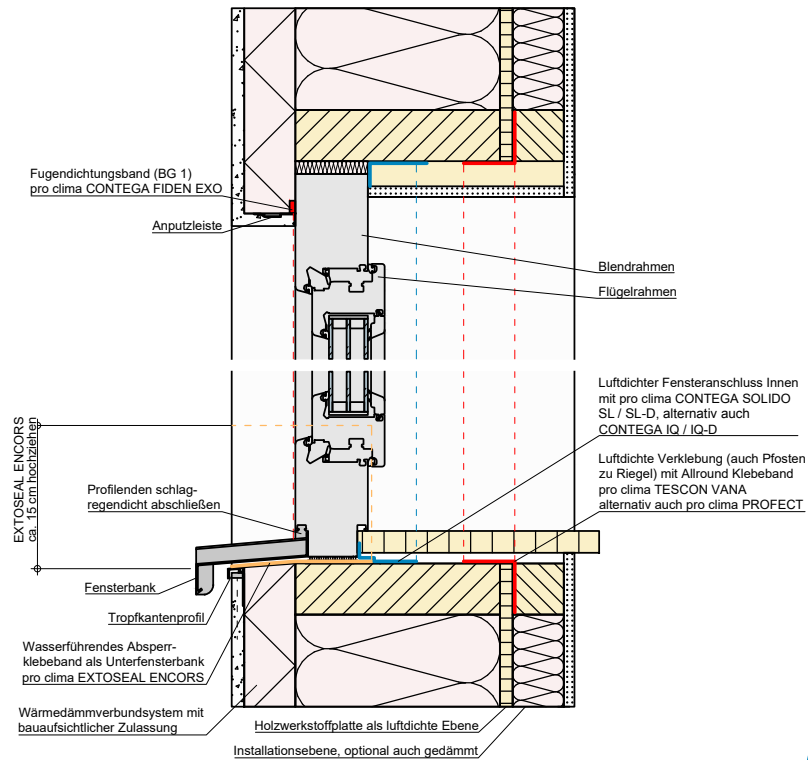 Fugendichtungsband (BG 1)
pro clima CONTEGA FIDEN EXO
Anputzleiste
Blendrahmen
Flügelrahmen
Luftdichter Fensteranschluss Innen
mit pro clima CONTEGA SOLIDO
SL / SL-D, alternativ auch
CONTEGA IQ / IQ-D
Luftdichte Verklebung (auch Pfosten
zu Riegel) mit Allround Klebeband
pro clima TESCON VANA
alternativ auch pro clima PROFECT
EXTOSEAL ENCORS
ca. 15 cm hochziehen
Profilenden schlag-
regendicht abschließen
Fensterbank
Tropfkantenprofil
Wasserführendes Absperr-
klebeband als Unterfensterbank
pro clima EXTOSEAL ENCORS
Wärmedämmverbundsystem mit
bauaufsichtlicher Zulassung
Holzwerkstoffplatte als luftdichte Ebene
Installationsebene, optional auch gedämmt